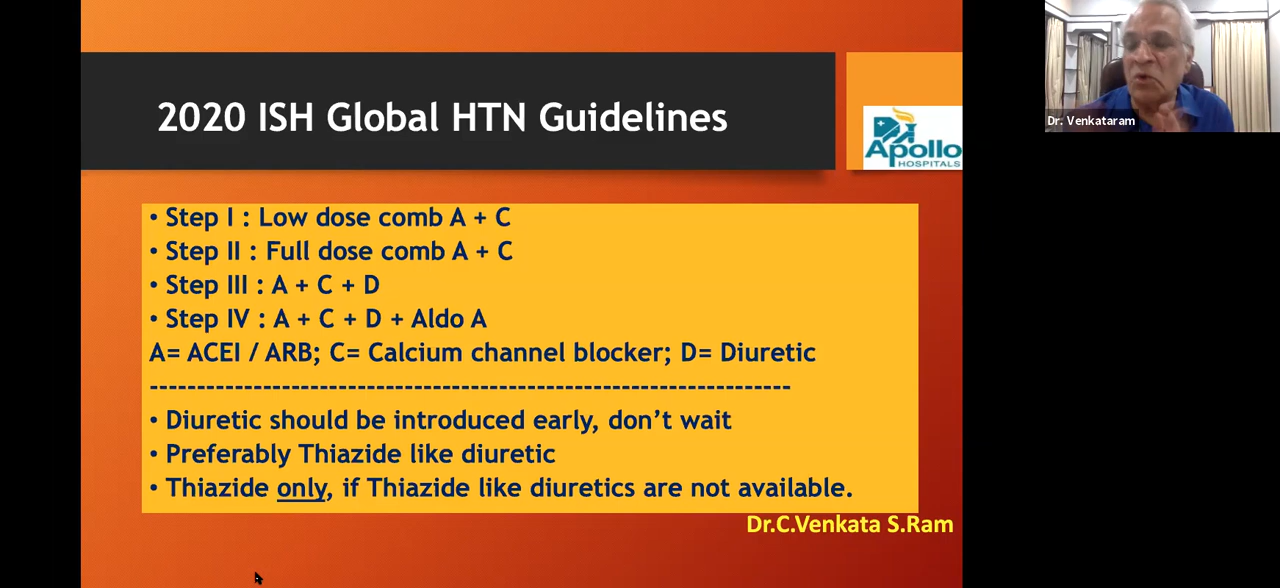 2020 ISH Global HTN Guidelines
Apollo
HOSPITALS
Dr. Venkataram
• Step I : Low dose comb A + C
• Step II : Full dose comb A + C
• Step III : A + C + D
• Step IV : A + C + D + Aldo A
A= ACEI / ARB; C= Calcium channel blocker; D= Diuretic
--------------------------------------------------------------------
• Diuretic should be introduced early, don’t wait
• Preferably Thiazide like diuretic
• Thiazide only, if Thiazide like diuretics are not available.
Dr.C.Venkata S.Ram